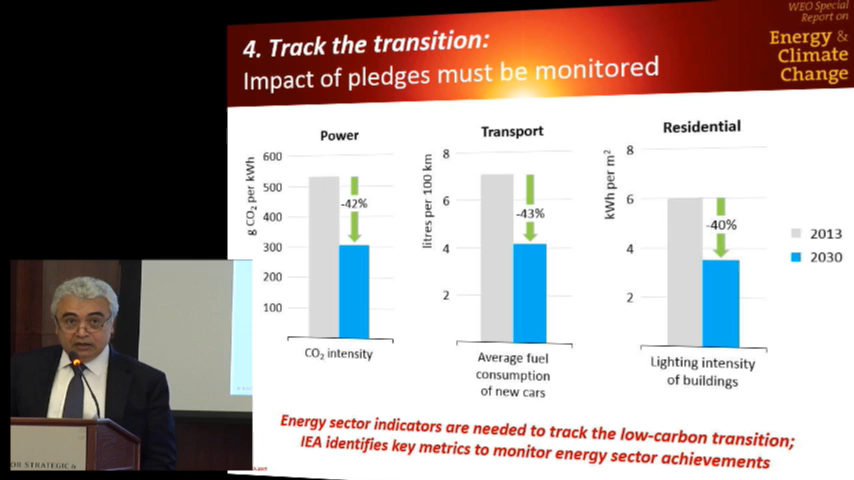 WEO Special
Report on
Energy &
Climate
Change
4. Track the transition:
Impact of pledges must be monitored
Power
g CO₂ per kWh
600
500
400
300
200
100
-42%
CO₂ intensity
Transport
litres per 100 km
8
6
4
2
-43%
Average fuel
consumption
of new cars
Residential
kWh per m²
8
6
4
2
-40%
Lighting intensity
of buildings
2013
2030
Energy sector indicators are needed to track the low-carbon transition;
IEA identifies key metrics to monitor energy sector achievements
OR STRATEGIC &